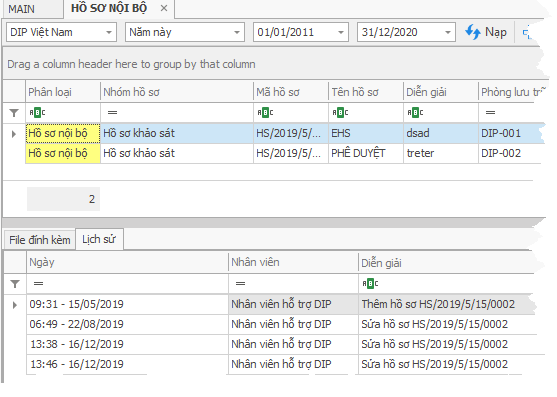 MAIN HỒ SƠ NỘI BỘ ×
DIP Việt Nam Năm này 01/01/2011 31/12/2020 Nạp
Drag a column header here to group by that column
Phân loại Nhóm hồ sơ Mã hồ sơ Tên hồ sơ Diễn giải Phòng lưu trữ
ABC = ABC ABC ABC ABC
Hồ sơ nội bộ Hồ sơ khảo sát HS/2019/5/... EHS dsad DIP-001
Hồ sơ nội bộ Hồ sơ khảo sát HS/2019/5/... PHÊ DUYỆT treter DIP-002
2
File đính kèm Lịch sử
Ngày Nhân viên Diễn giải
= = ABC
09:31 - 15/05/2019 Nhân viên hỗ trợ DIP Thêm hồ sơ HS/2019/5/15/0002
06:49 - 22/08/2019 Nhân viên hỗ trợ DIP Sửa hồ sơ HS/2019/5/15/0002
13:38 - 16/12/2019 Nhân viên hỗ trợ DIP Sửa hồ sơ HS/2019/5/15/0002
13:46 - 16/12/2019 Nhân viên hỗ trợ DIP Sửa hồ sơ HS/2019/5/15/0002